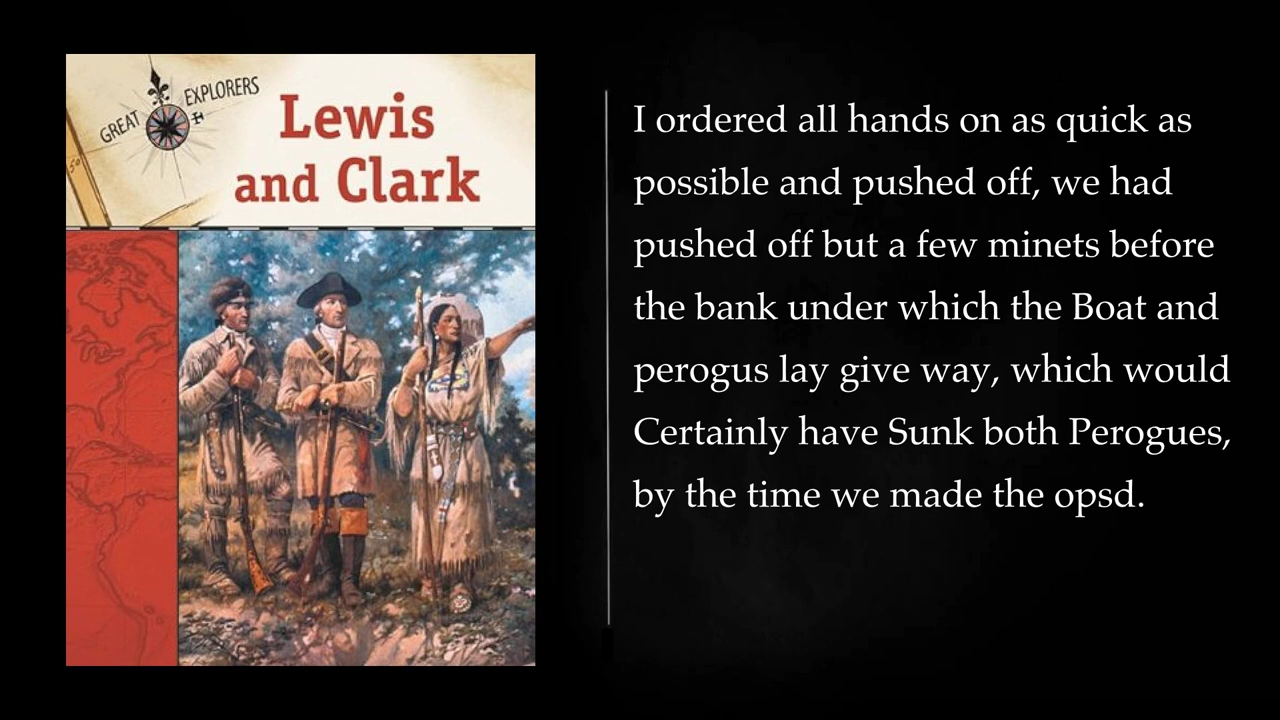 GREAT EXPLORERS
Lewis
and Clark
50
I ordered all hands on as quick as
possible and pushed off, we had
pushed off but a few minets before
the bank under which the Boat and
perogus lay give way, which would
Certainly have Sunk both Perogues,
by the time we made the opsd.